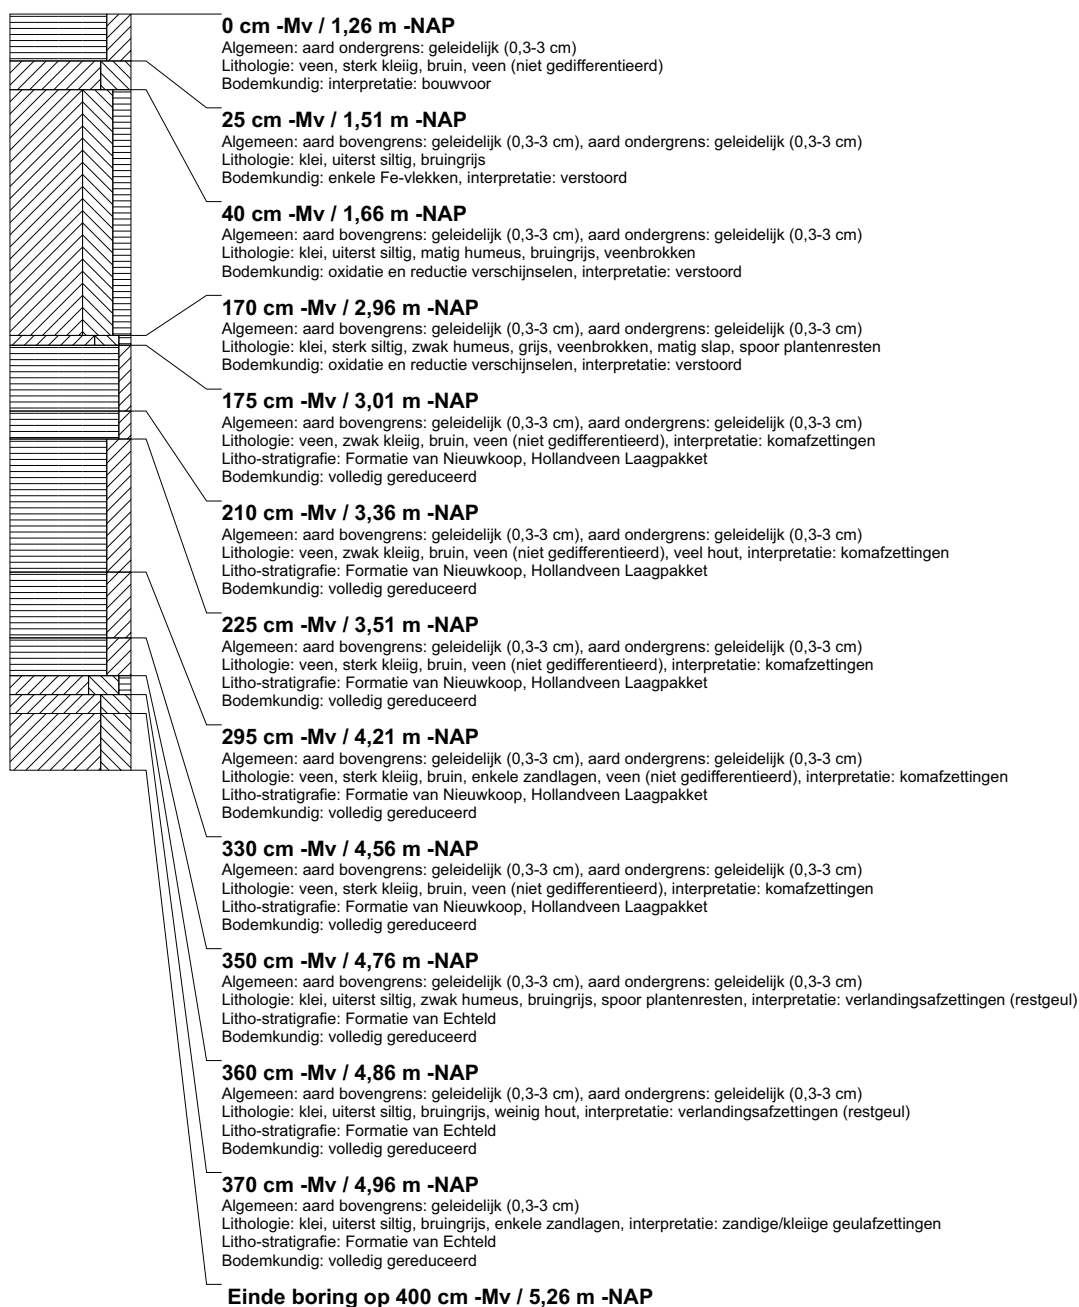 0 cm -Mv / 1,26 m -NAP
Algemeen: aard ondergrens: geleidelijk (0,3-3 cm)
Lithologie: veen, sterk kleiig, bruin, veen (niet gedifferentieerd)
Bodemkundig: interpretatie: bouwvoor
25 cm -Mv / 1,51 m -NAP
Algemeen: aard bovengrens: geleidelijk (0,3-3 cm), aard ondergrens: geleidelijk (0,3-3 cm)
Lithologie: klei, uiterst siltig, bruingrijs
Bodemkundig: enkele Fe-vlekken, interpretatie: verstoord
40 cm -Mv / 1,66 m -NAP
Algemeen: aard bovengrens: geleidelijk (0,3-3 cm), aard ondergrens: geleidelijk (0,3-3 cm)
Lithologie: klei, uiterst siltig, matig humeus, bruingrijs, veenbrokken
Bodemkundig: oxidatie en reductie verschijnselen, interpretatie: verstoord
170 cm -Mv / 2,96 m -NAP
Algemeen: aard bovengrens: geleidelijk (0,3-3 cm), aard ondergrens: geleidelijk (0,3-3 cm)
Lithologie: klei, sterk siltig, zwak humeus, grijs, veenbrokken, matig slap, spoor plantenresten
Bodemkundig: oxidatie en reductie verschijnselen, interpretatie: verstoord
175 cm -Mv / 3,01 m -NAP
Algemeen: aard bovengrens: geleidelijk (0,3-3 cm), aard ondergrens: geleidelijk (0,3-3 cm)
Lithologie: veen, zwak kleiig, bruin, veen (niet gedifferentieerd), interpretatie: komafzettingen
Litho-stratigrafie: Formatie van Nieuwkoop, Hollandveen Laagpakket
Bodemkundig: volledig gereduceerd
210 cm -Mv / 3,36 m -NAP
Algemeen: aard bovengrens: geleidelijk (0,3-3 cm), aard ondergrens: geleidelijk (0,3-3 cm)
Lithologie: veen, zwak kleiig, bruin, veen (niet gedifferentieerd), veel hout, interpretatie: komafzettingen
Litho-stratigrafie: Formatie van Nieuwkoop, Hollandveen Laagpakket
Bodemkundig: volledig gereduceerd
225 cm -Mv / 3,51 m -NAP
Algemeen: aard bovengrens: geleidelijk (0,3-3 cm), aard ondergrens: geleidelijk (0,3-3 cm)
Lithologie: veen, sterk kleiig, bruin, veen (niet gedifferentieerd), interpretatie: komafzettingen
Litho-stratigrafie: Formatie van Nieuwkoop, Hollandveen Laagpakket
Bodemkundig: volledig gereduceerd
295 cm -Mv / 4,21 m -NAP
Algemeen: aard bovengrens: geleidelijk (0,3-3 cm), aard ondergrens: geleidelijk (0,3-3 cm)
Lithologie: veen, sterk kleiig, bruin, enkele zandlagen, veen (niet gedifferentieerd), interpretatie: komafzettingen
Litho-stratigrafie: Formatie van Nieuwkoop, Hollandveen Laagpakket
Bodemkundig: volledig gereduceerd
330 cm -Mv / 4,56 m -NAP
Algemeen: aard bovengrens: geleidelijk (0,3-3 cm), aard ondergrens: geleidelijk (0,3-3 cm)
Lithologie: veen, sterk kleiig, bruin, veen (niet gedifferentieerd), interpretatie: komafzettingen
Litho-stratigrafie: Formatie van Nieuwkoop, Hollandveen Laagpakket
Bodemkundig: volledig gereduceerd
350 cm -Mv / 4,76 m -NAP
Algemeen: aard bovengrens: geleidelijk (0,3-3 cm), aard ondergrens: geleidelijk (0,3-3 cm)
Lithologie: klei, uiterst siltig, zwak humeus, bruingrijs, spoor plantenresten, interpretatie: verlandingsafzettingen (restgeul)
Litho-stratigrafie: Formatie van Echteld
Bodemkundig: volledig gereduceerd
360 cm -Mv / 4,86 m -NAP
Algemeen: aard bovengrens: geleidelijk (0,3-3 cm), aard ondergrens: geleidelijk (0,3-3 cm)
Lithologie: klei, uiterst siltig, bruingrijs, weinig hout, interpretatie: verlandingsafzettingen (restgeul)
Litho-stratigrafie: Formatie van Echteld
Bodemkundig: volledig gereduceerd
370 cm -Mv / 4,96 m -NAP
Algemeen: aard bovengrens: geleidelijk (0,3-3 cm)
Lithologie: klei, uiterst siltig, bruingrijs, enkele zandlagen, interpretatie: zandige/kleiige geulafzettingen
Litho-stratigrafie: Formatie van Echteld
Bodemkundig: volledig gereduceerd
Einde boring op 400 cm -Mv / 5,26 m -NAP